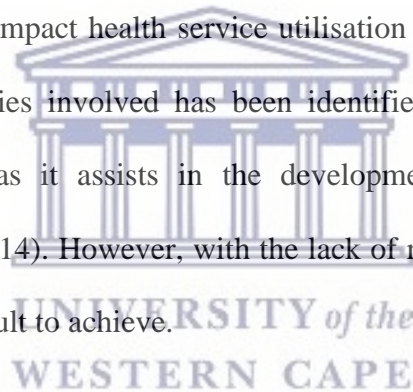 mpact health service utilisation
ies involved has been identifie
as it assists in the developme
14). However, with the lack of
ult to achieve.
UNIVERSITY of the
WESTERN CAPE